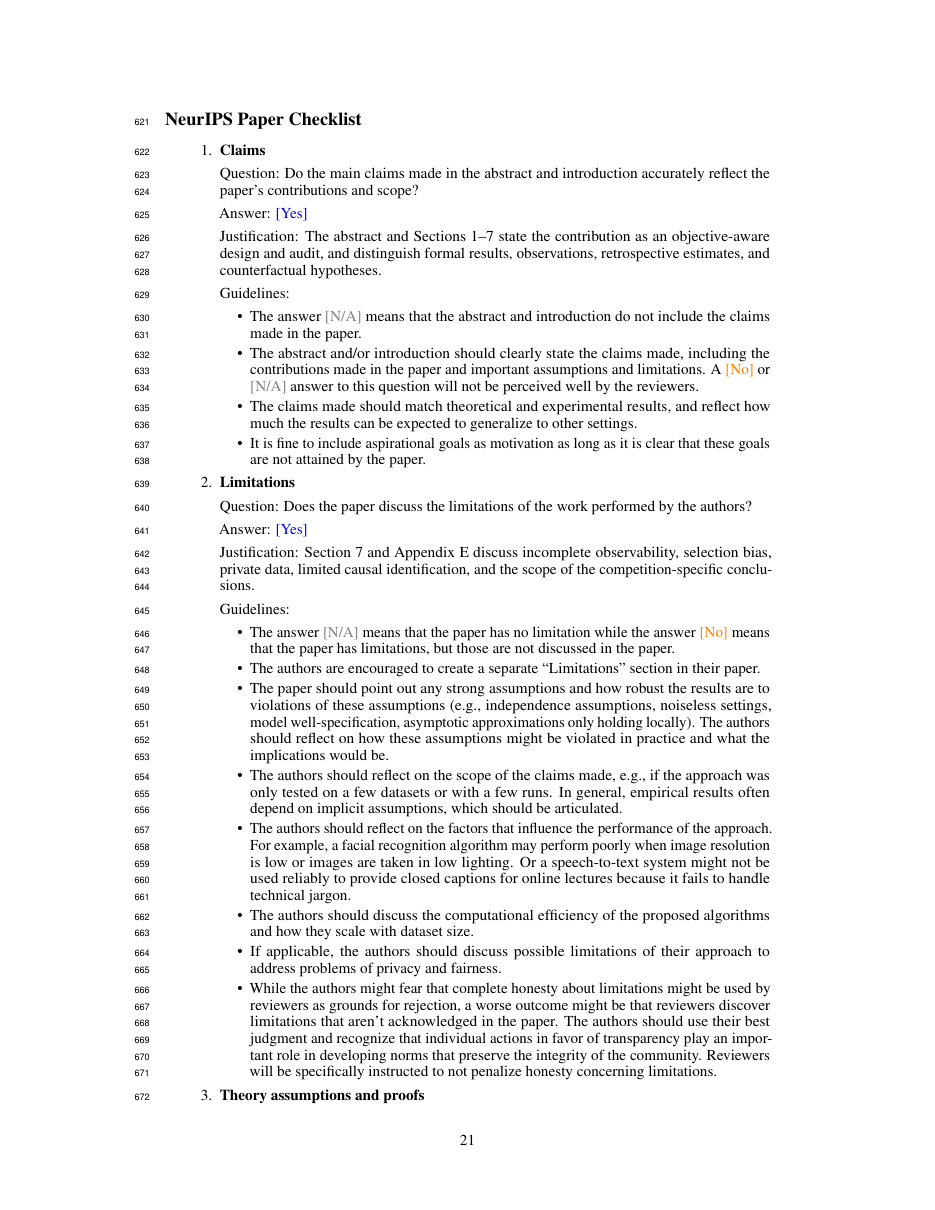 621 NeurIPS Paper Checklist
622 1. Claims
623 Question: Do the main claims made in the abstract and introduction accurately reflect the
624 paper's contributions and scope?
625 Answer: [Yes]
626 Justification: The abstract and Sections 1–7 state the contribution as an objective-aware
627 design and audit, and distinguish formal results, observations, retrospective estimates, and
628 counterfactual hypotheses.
629 Guidelines:
630 • The answer [N/A] means that the abstract and introduction do not include the claims
631 made in the paper.
632 • The abstract and/or introduction should clearly state the claims made, including the
633 contributions made in the paper and important assumptions and limitations. A [No] or
634 [N/A] answer to this question will not be perceived well by the reviewers.
635 • The claims made should match theoretical and experimental results, and reflect how
636 much the results can be expected to generalize to other settings.
637 • It is fine to include aspirational goals as motivation as long as it is clear that these goals
638 are not attained by the paper.
639 2. Limitations
640 Question: Does the paper discuss the limitations of the work performed by the authors?
641 Answer: [Yes]
642 Justification: Section 7 and Appendix E discuss incomplete observability, selection bias,
643 private data, limited causal identification, and the scope of the competition-specific conclu-
644 sions.
645 Guidelines:
646 • The answer [N/A] means that the paper has no limitation while the answer [No] means
647 that the paper has limitations, but those are not discussed in the paper.
648 • The authors are encouraged to create a separate “Limitations” section in their paper.
649 • The paper should point out any strong assumptions and how robust the results are to
650 violations of these assumptions (e.g., independence assumptions, noiseless settings,
651 model well-specification, asymptotic approximations only holding locally). The authors
652 should reflect on how these assumptions might be violated in practice and what the
653 implications would be.
654 • The authors should reflect on the scope of the claims made, e.g., if the approach was
655 only tested on a few datasets or with a few runs. In general, empirical results often
656 depend on implicit assumptions, which should be articulated.
657 • The authors should reflect on the factors that influence the performance of the approach.
658 For example, a facial recognition algorithm may perform poorly when image resolution
659 is low or images are taken in low lighting. Or a speech-to-text system might not be
660 used reliably to provide closed captions for online lectures because it fails to handle
661 technical jargon.
662 • The authors should discuss the computational efficiency of the proposed algorithms
663 and how they scale with dataset size.
664 • If applicable, the authors should discuss possible limitations of their approach to
665 address problems of privacy and fairness.
666 • While the authors might fear that complete honesty about limitations might be used by
667 reviewers as grounds for rejection, a worse outcome might be that reviewers discover
668 limitations that aren't acknowledged in the paper. The authors should use their best
669 judgment and recognize that individual actions in favor of transparency play an impor-
670 tant role in developing norms that preserve the integrity of the community. Reviewers
671 will be specifically instructed to not penalize honesty concerning limitations.
672 3. Theory assumptions and proofs
21